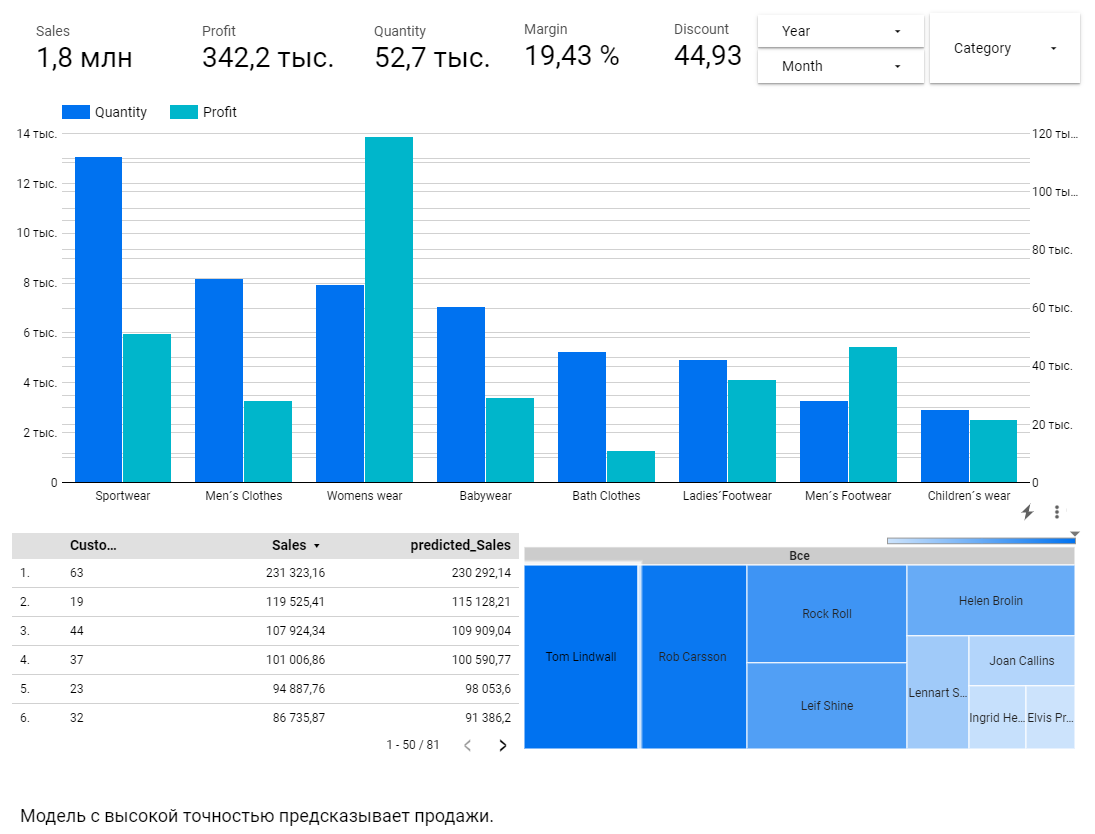 Sales Profit Quantity Margin Discount
1,8 млн 342,2 тыс. 52,7 тыс. 19,43 % 44,93
Year
Month
Category
Quantity Profit
14 тыс.
12 тыс.
10 тыс.
8 тыс.
6 тыс.
4 тыс.
2 тыс.
0
120 ты...
100 ты...
80 тыс.
60 тыс.
40 тыс.
20 тыс.
0
Sportwear Men´s Clothes Womens wear Babywear Bath Clothes Ladies´Footwear Men´s Footwear Children´s wear
Custo... Sales predicted_Sales
1. 63 231 323,16 230 292,14
2. 19 119 525,41 115 128,21
3. 44 107 924,34 109 909,04
4. 37 101 006,86 100 590,77
5. 23 94 887,76 98 053,6
6. 32 86 735,87 91 386,2
1 - 50 / 81
Все
Tom Lindwall
Rob Carsson
Rock Roll
Leif Shine
Helen Brolin
Lennart S...
Joan Callins
Ingrid He...
Elvis Pr...
Модель с высокой точностью предсказывает продажи.